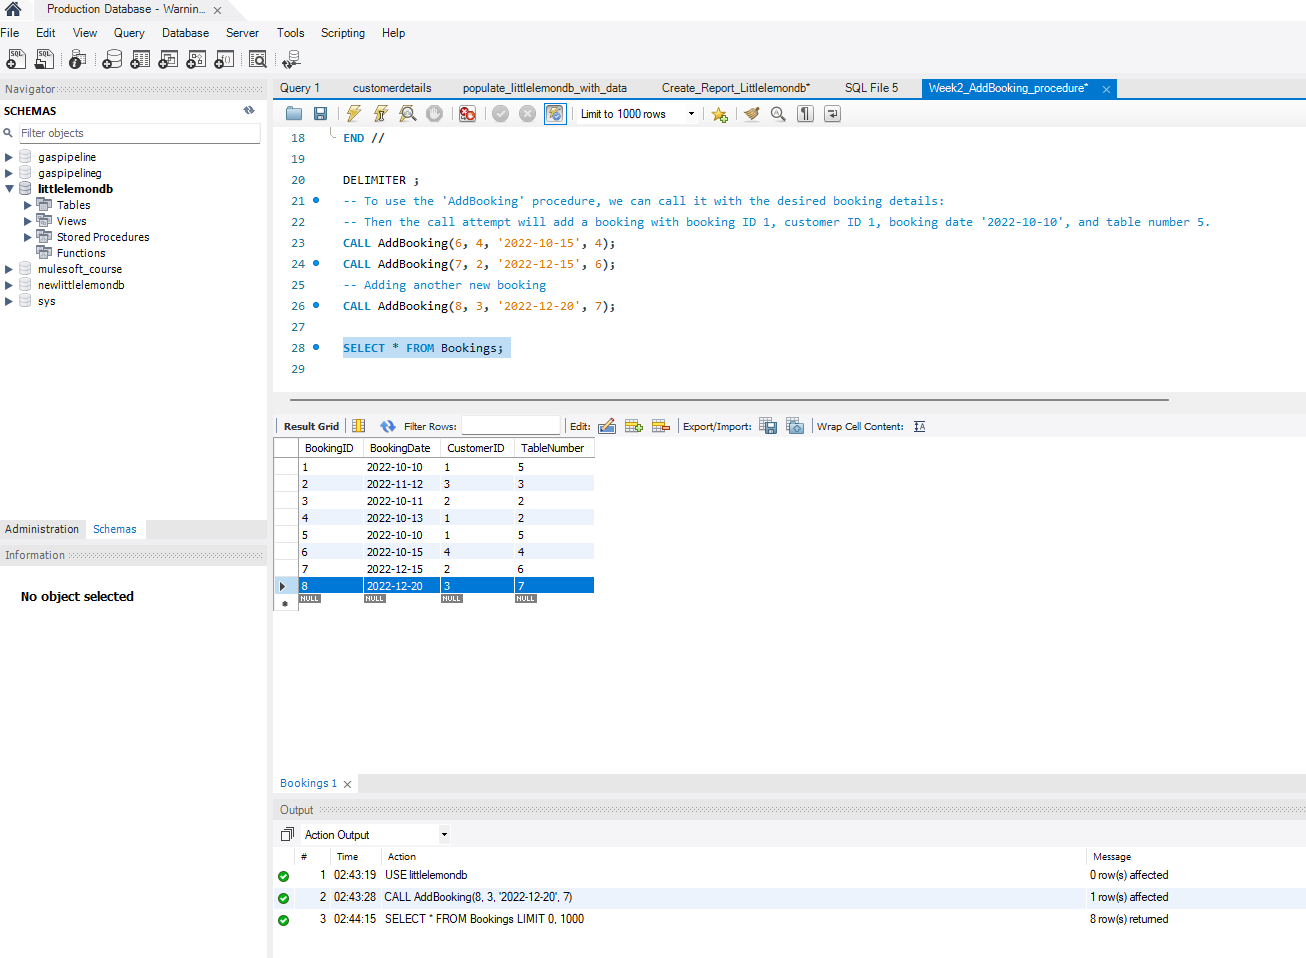 Production Database - Warnin...
File Edit View Query Database Server Tools Scripting Help
Navigator
SCHEMAS
Filter objects
gaspipeline
gaspipelineg
littlelemondb
Tables
Views
Stored Procedures
Functions
mulesoft_course
newlittlelemondb
sys
Administration Schemas
Information
No object selected
Query 1 customerdetails populate_littlelemondb_with_data Create_Report_Littlelemondb* SQL File 5 Week2_AddBooking_procedure*
Limit to 1000 rows
18 END //
19
20 DELIMITER ;
21 -- To use the 'AddBooking' procedure, we can call it with the desired booking details:
22 -- Then the call attempt will add a booking with booking ID 1, customer ID 1, booking date '2022-10-10', and table number 5.
23 CALL AddBooking(6, 4, '2022-10-15', 4);
24 CALL AddBooking(7, 2, '2022-12-15', 6);
25 -- Adding another new booking
26 CALL AddBooking(8, 3, '2022-12-20', 7);
27
28 SELECT * FROM Bookings;
29
Result Grid Filter Rows: Edit: Export/Import: Wrap Cell Content:
BookingID BookingDate CustomerID TableNumber
1 2022-10-10 1 5
2 2022-11-12 3 3
3 2022-10-11 2 2
4 2022-10-13 1 2
5 2022-10-10 1 5
6 2022-10-15 4 4
7 2022-12-15 2 6
8 2022-12-20 3 7
NULL NULL NULL NULL
Bookings 1
Output
Action Output
# Time Action Message
1 02:43:19 USE littlelemondb 0 row(s) affected
2 02:43:28 CALL AddBooking(8, 3, '2022-12-20', 7) 1 row(s) affected
3 02:44:15 SELECT * FROM Bookings LIMIT 0, 1000 8 row(s) returned